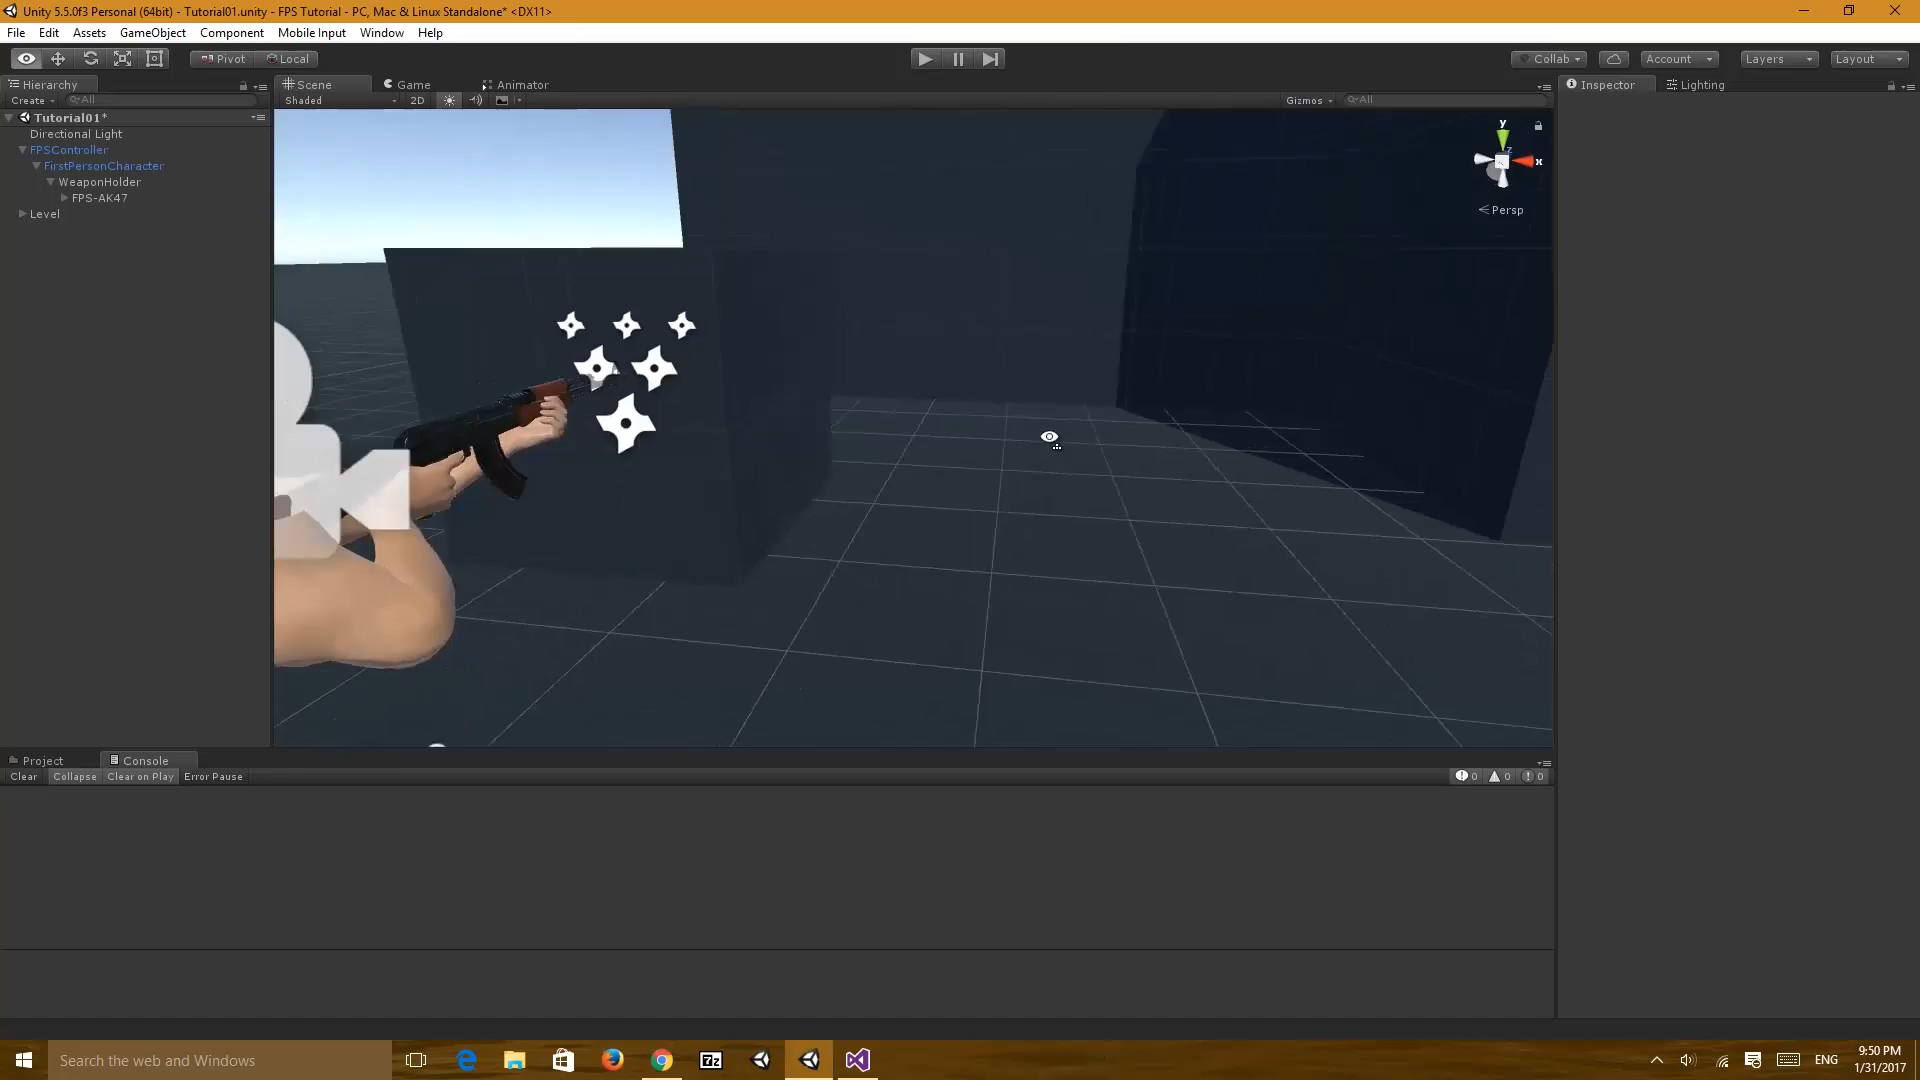 Unity 5.5.0f3 Personal (64bit) - Tutorial01.unity - FPS Tutorial - PC, Mac & Linux Standalone* <DX11>
File Edit Assets GameObject Component Mobile Input Window Help
Pivot Local Collab Account Layers Layout
Hierarchy Scene Game Animator Inspector Lighting
Create All Shaded 2D Gizmos All
Tutorial01*
Directional Light
FPSController
FirstPersonCharacter
WeaponHolder
FPS-AK47
Level
y
z
x
Persp
Project Console
Clear Collapse Clear on Play Error Pause 0 0 0
Search the web and Windows
7z
ENG
9:50 PM
1/31/2017